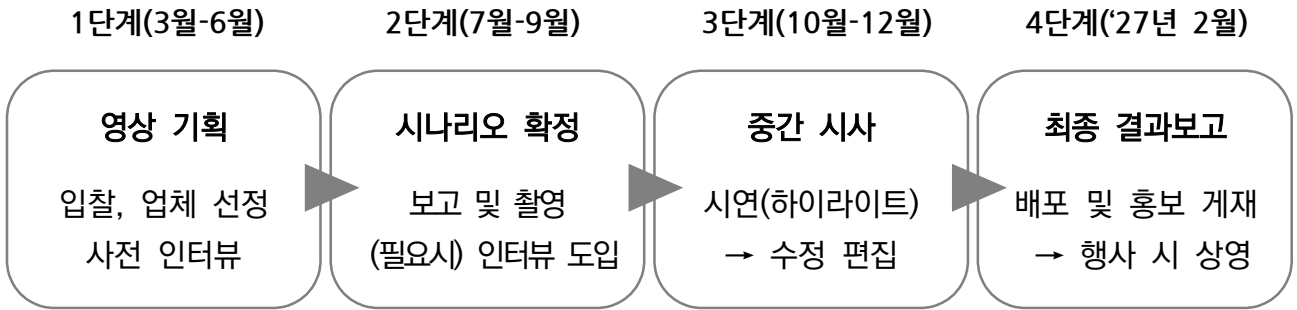 1단계(3월-6월)
영상 기획
입찰, 업체 선정
사전 인터뷰
2단계(7월-9월)
시나리오 확정
보고 및 촬영
(필요시) 인터뷰 도입
3단계(10월-12월)
중간 시사
시연(하이라이트)
→ 수정 편집
4단계(‘27년 2월)
최종 결과보고
배포 및 홍보 게재
→ 행사 시 상영